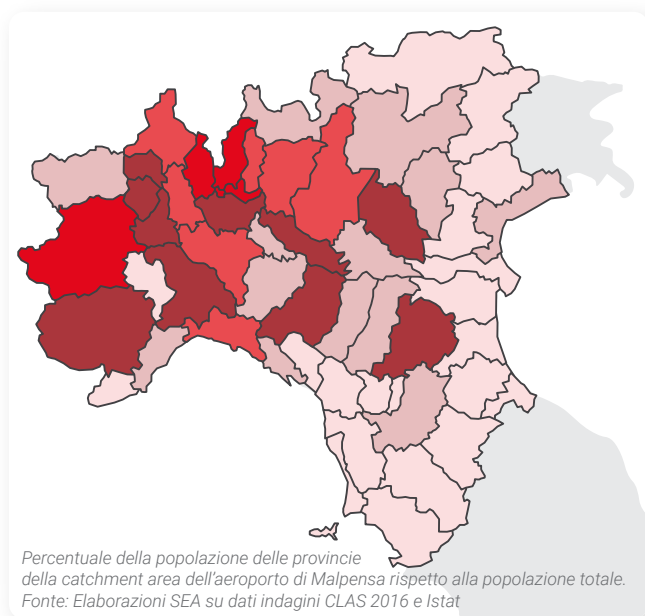 Percentuale della popolazione delle provincie
della catchment area dell'aeroporto di Malpensa rispetto alla popolazione totale.
Fonte: Elaborazioni SEA su dati indagini CLAS 2016 e Istat